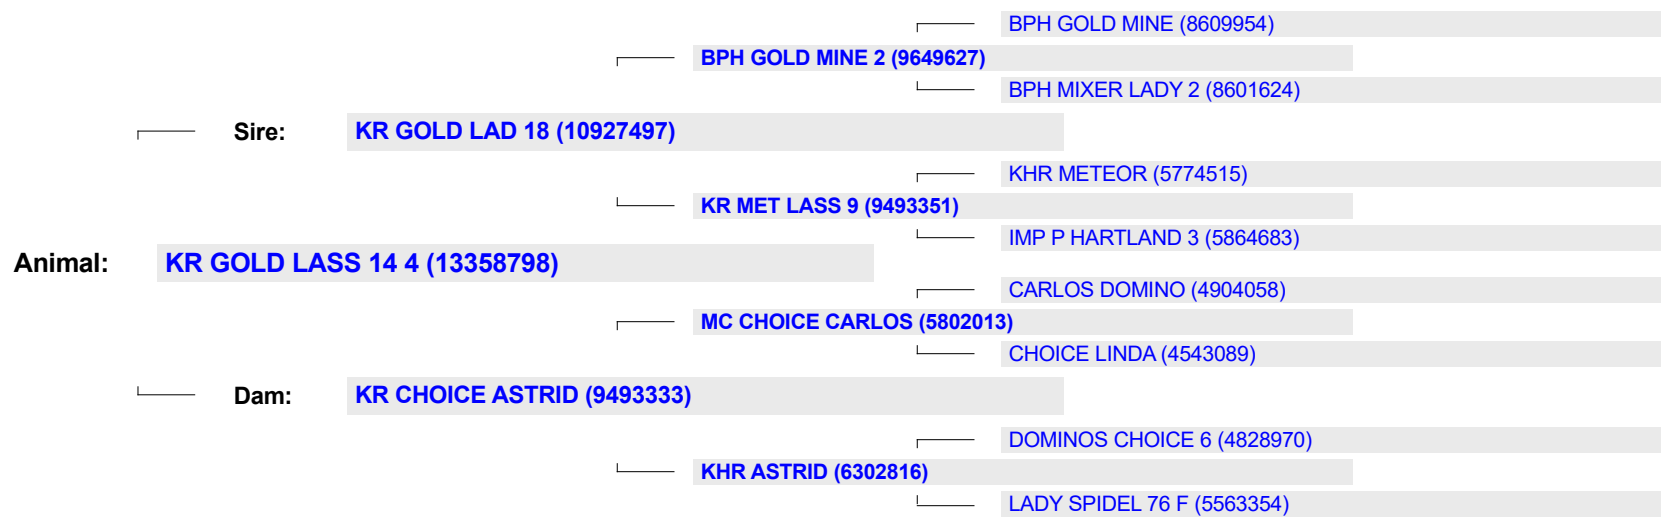 BPH GOLD MINE (8609954)
BPH GOLD MINE 2 (9649627)
BPH MIXER LADY 2 (8601624)
Sire: KR GOLD LAD 18 (10927497)
KHR METEOR (5774515)
KR MET LASS 9 (9493351)
IMP P HARTLAND 3 (5864683)
Animal: KR GOLD LASS 14 4 (13358798)
CARLOS DOMINO (4904058)
MC CHOICE CARLOS (5802013)
CHOICE LINDA (4543089)
Dam: KR CHOICE ASTRID (9493333)
DOMINOS CHOICE 6 (4828970)
KHR ASTRID (6302816)
LADY SPIDEL 76 F (5563354)